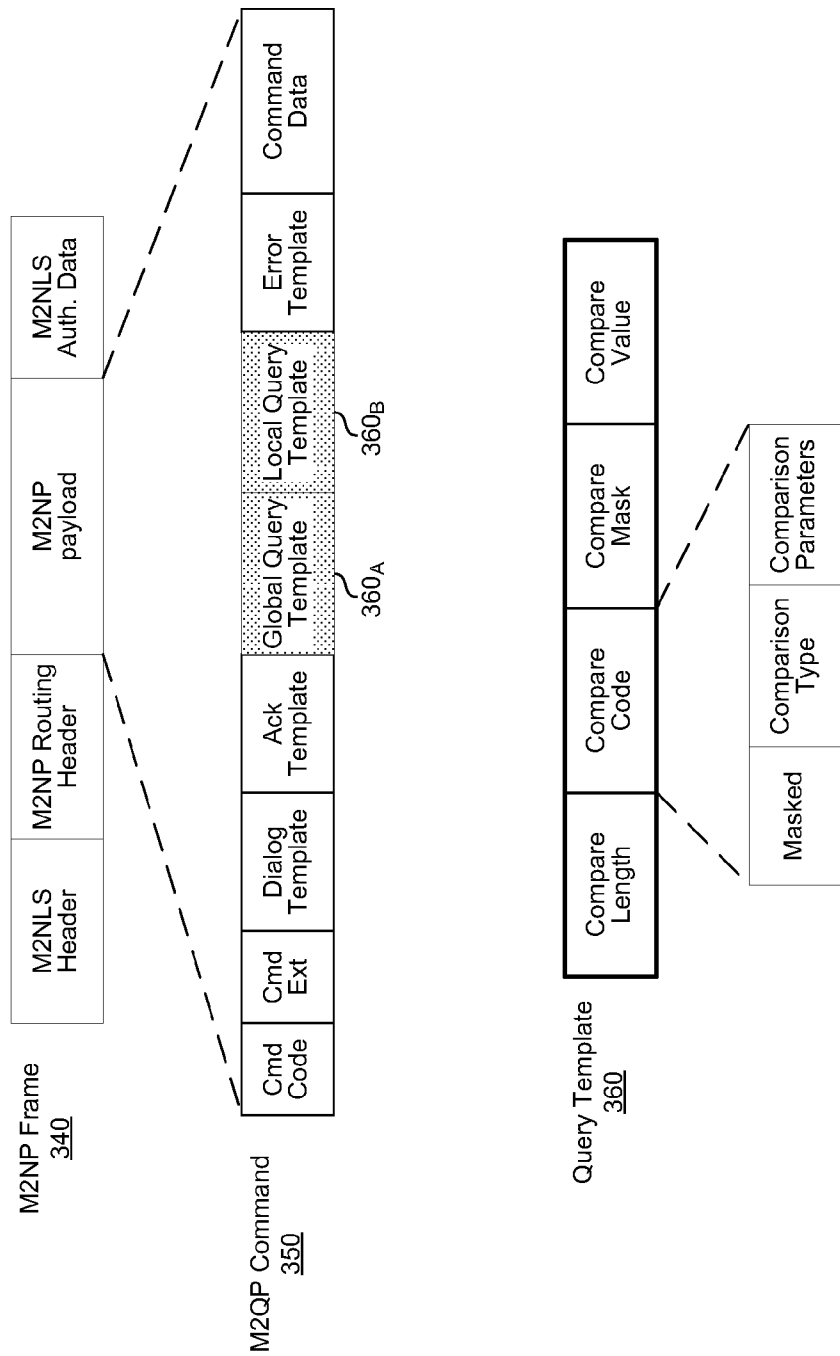 M2NP Frame
340
M2NLS
Header
M2NP Routing
Header
M2NP
payload
M2NLS
Auth. Data
M2QP Command
350
Cmd
Code
Cmd
Ext
Dialog
Template
Ack
Template
Global Query
Template
Local Query
Template
Error
Template
Command
Data
360A
360B
Query Template
360
Compare
Length
Compare
Code
Compare
Mask
Compare
Value
Masked
Comparison
Type
Comparison
Parameters